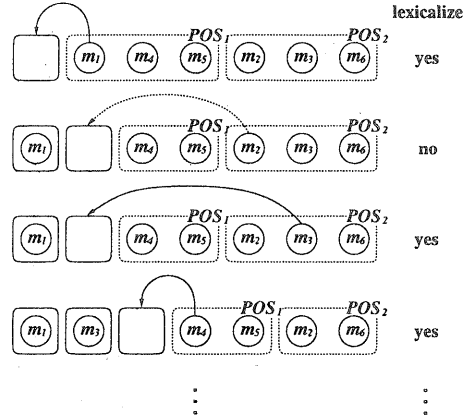 lexicalize
POS1 POS2
m1 m4 m5 m2 m3 m6 yes
POS1 POS2
m1 m4 m5 m2 m3 m6 no
POS1 POS2
m1 m4 m5 m2 m3 m6 yes
POS1 POS2
m1 m3 m4 m5 m2 m6 yes